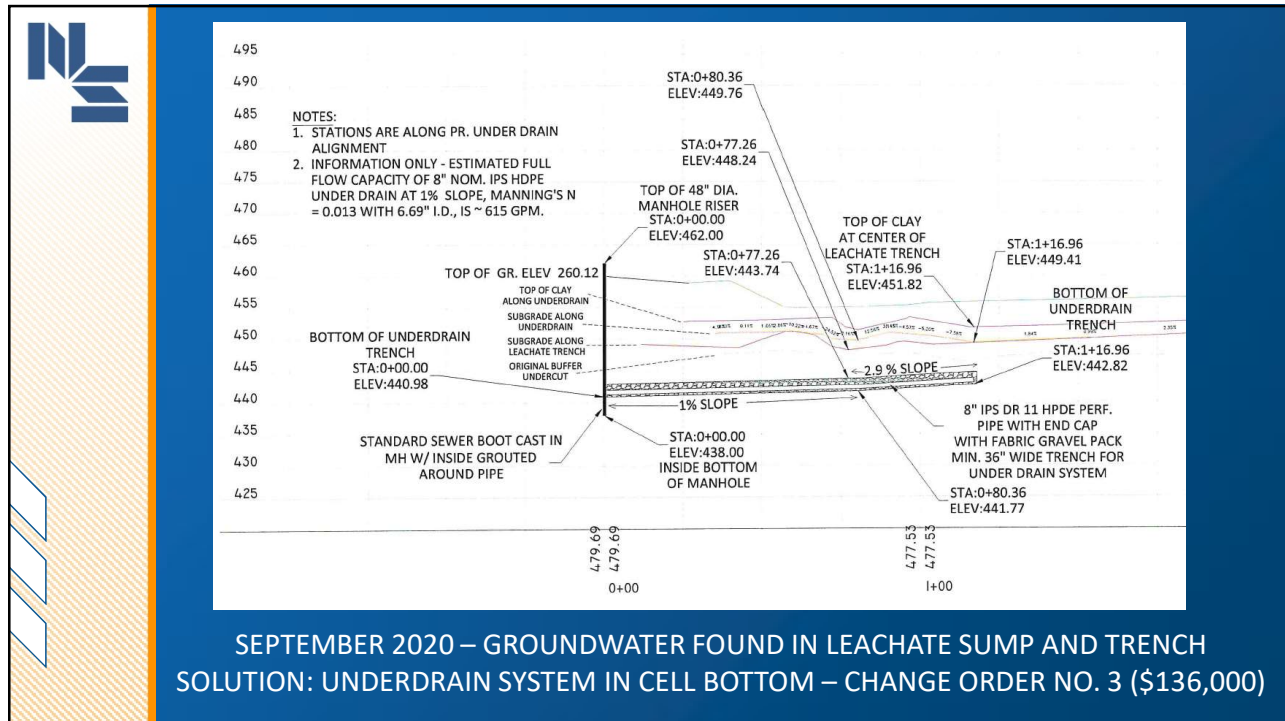 NS
495
490
485
480
475
470
465
460
455
450
445
440
435
430
425
NOTES:
1. STATIONS ARE ALONG PR. UNDER DRAIN
ALIGNMENT
2. INFORMATION ONLY - ESTIMATED FULL
FLOW CAPACITY OF 8" NOM. IPS HDPE
UNDER DRAIN AT 1% SLOPE, MANNING'S N
= 0.013 WITH 6.69" I.D., IS ~ 615 GPM.
STA:0+80.36
ELEV:449.76
STA:0+77.26
ELEV:448.24
TOP OF 48" DIA.
MANHOLE RISER
STA:0+00.00
ELEV:462.00
STA:0+77.26
ELEV:443.74
TOP OF CLAY
AT CENTER OF
LEACHATE TRENCH
STA:1+16.96
ELEV:451.82
STA:1+16.96
ELEV:449.41
TOP OF GR. ELEV 260.12
TOP OF CLAY
ALONG UNDERDRAIN
SUBGRADE ALONG
UNDERDRAIN
SUBGRADE ALONG
LEACHATE TRENCH
ORIGINAL BUFFER
UNDERCUT
BOTTOM OF
UNDERDRAIN
TRENCH
STA:1+16.96
ELEV:442.82
BOTTOM OF UNDERDRAIN
TRENCH
STA:0+00.00
ELEV:440.98
2.9 % SLOPE
1% SLOPE
STANDARD SEWER BOOT CAST IN
MH W/ INSIDE GROUTED
AROUND PIPE
STA:0+00.00
ELEV:438.00
INSIDE BOTTOM
OF MANHOLE
8" IPS DR 11 HPDE PERF.
PIPE WITH END CAP
WITH FABRIC GRAVEL PACK
MIN. 36" WIDE TRENCH FOR
UNDER DRAIN SYSTEM
STA:0+80.36
ELEV:441.77
479.69
479.69
477.53
477.53
0+00
1+00
SEPTEMBER 2020 – GROUNDWATER FOUND IN LEACHATE SUMP AND TRENCH
SOLUTION: UNDERDRAIN SYSTEM IN CELL BOTTOM – CHANGE ORDER NO. 3 ($136,000)